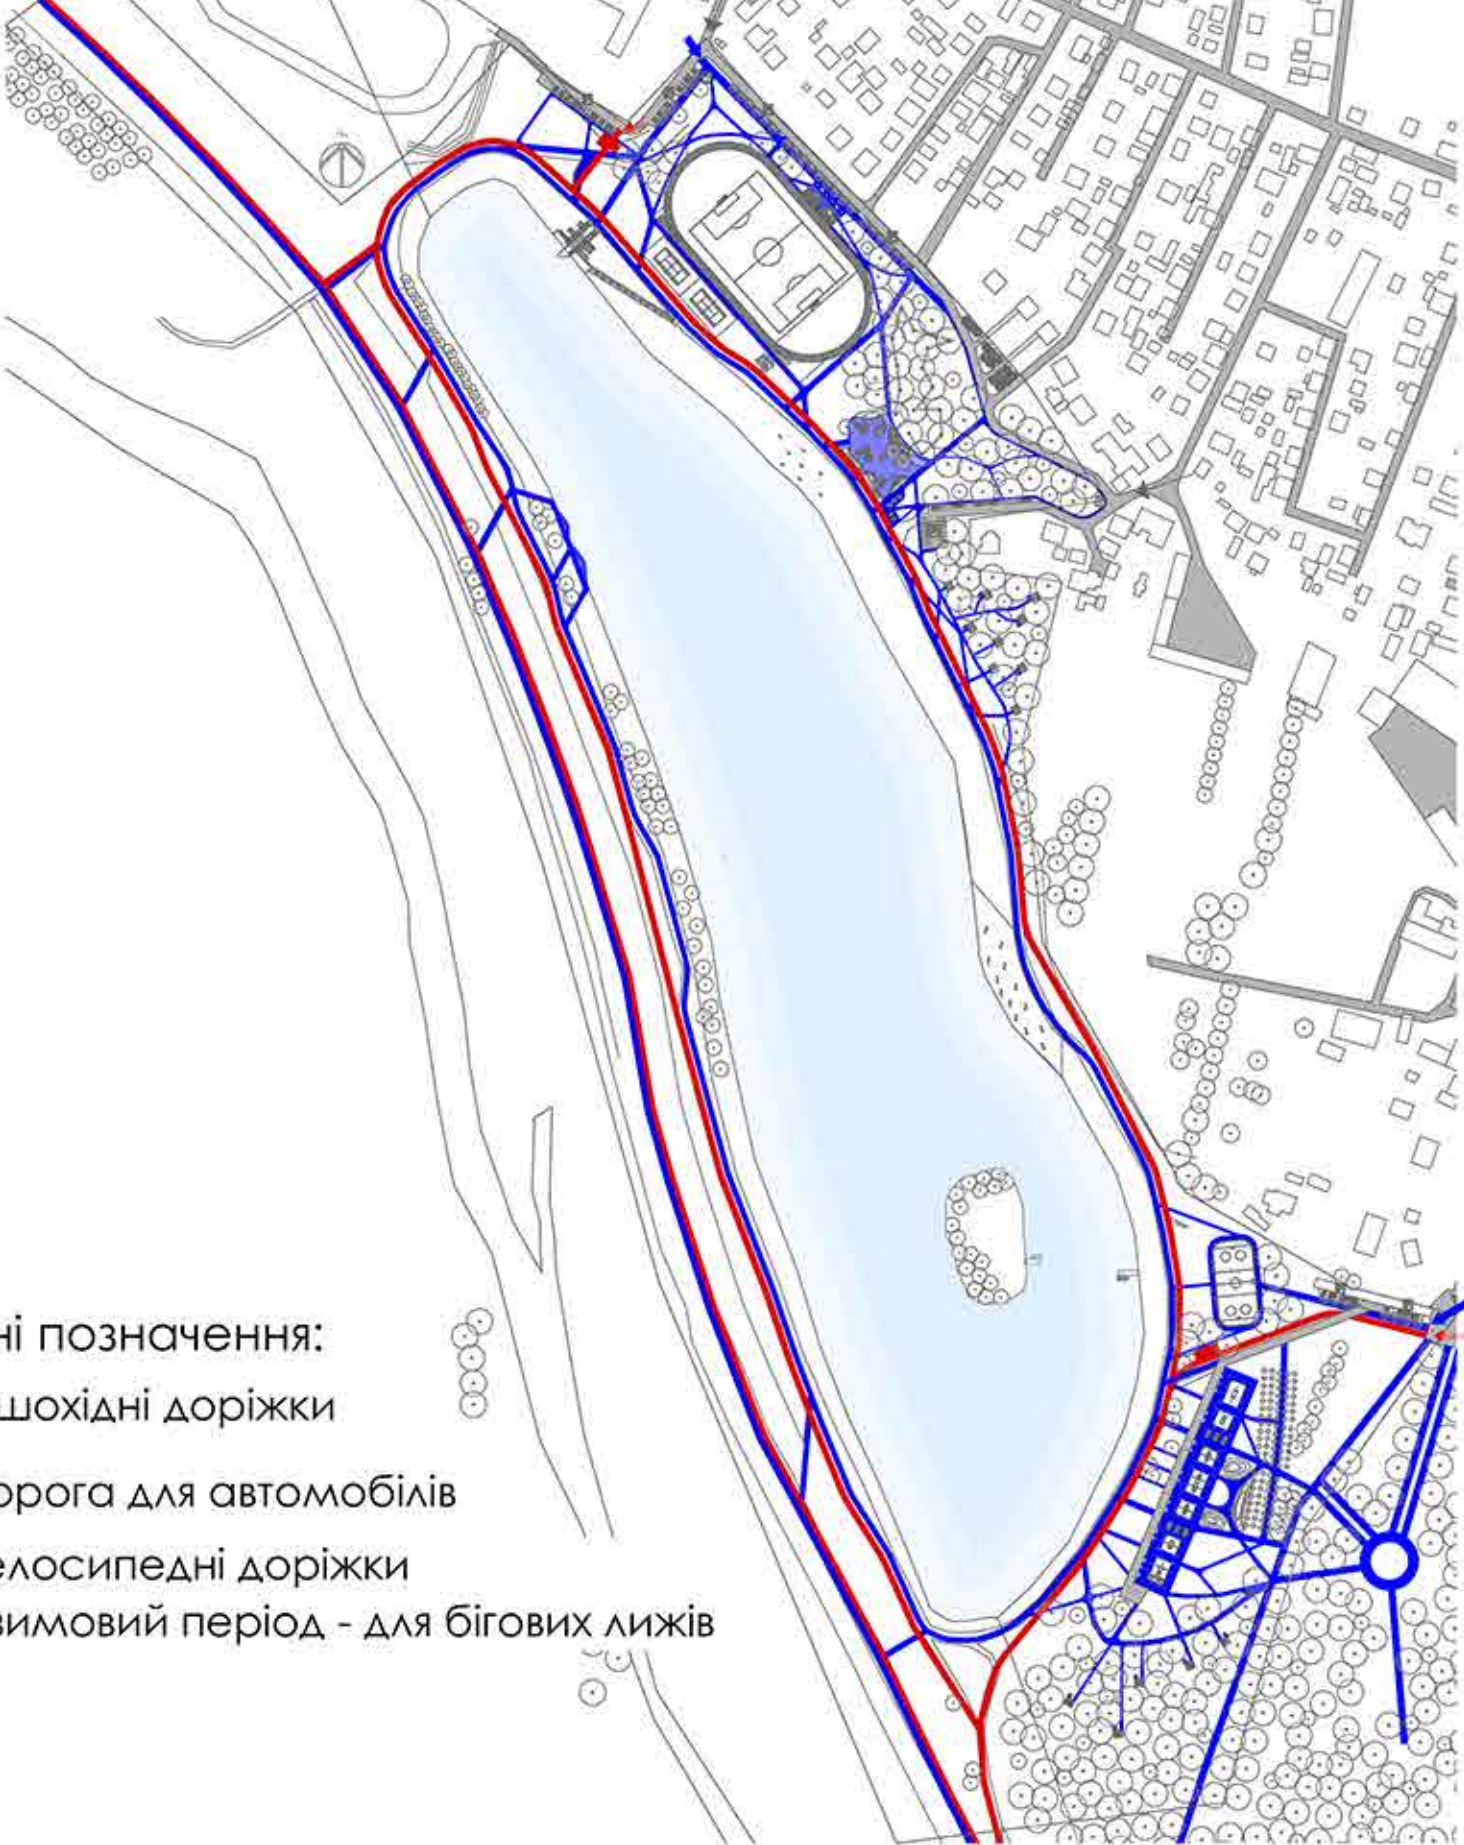 ні позначення:
шохідні доріжки
орога для автомобілів
елосипедні доріжки
зимовий період - для бігових лижів